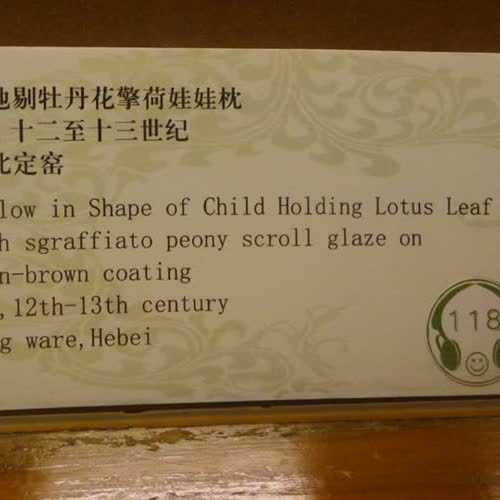 地剔牡丹花擎荷娃娃枕
十二至十三世纪
北定窑
low in Shape of Child Holding Lotus Leaf
h sgraffiato peony scroll glaze on
n-brown coating
,12th-13th century
g ware,Hebei
118